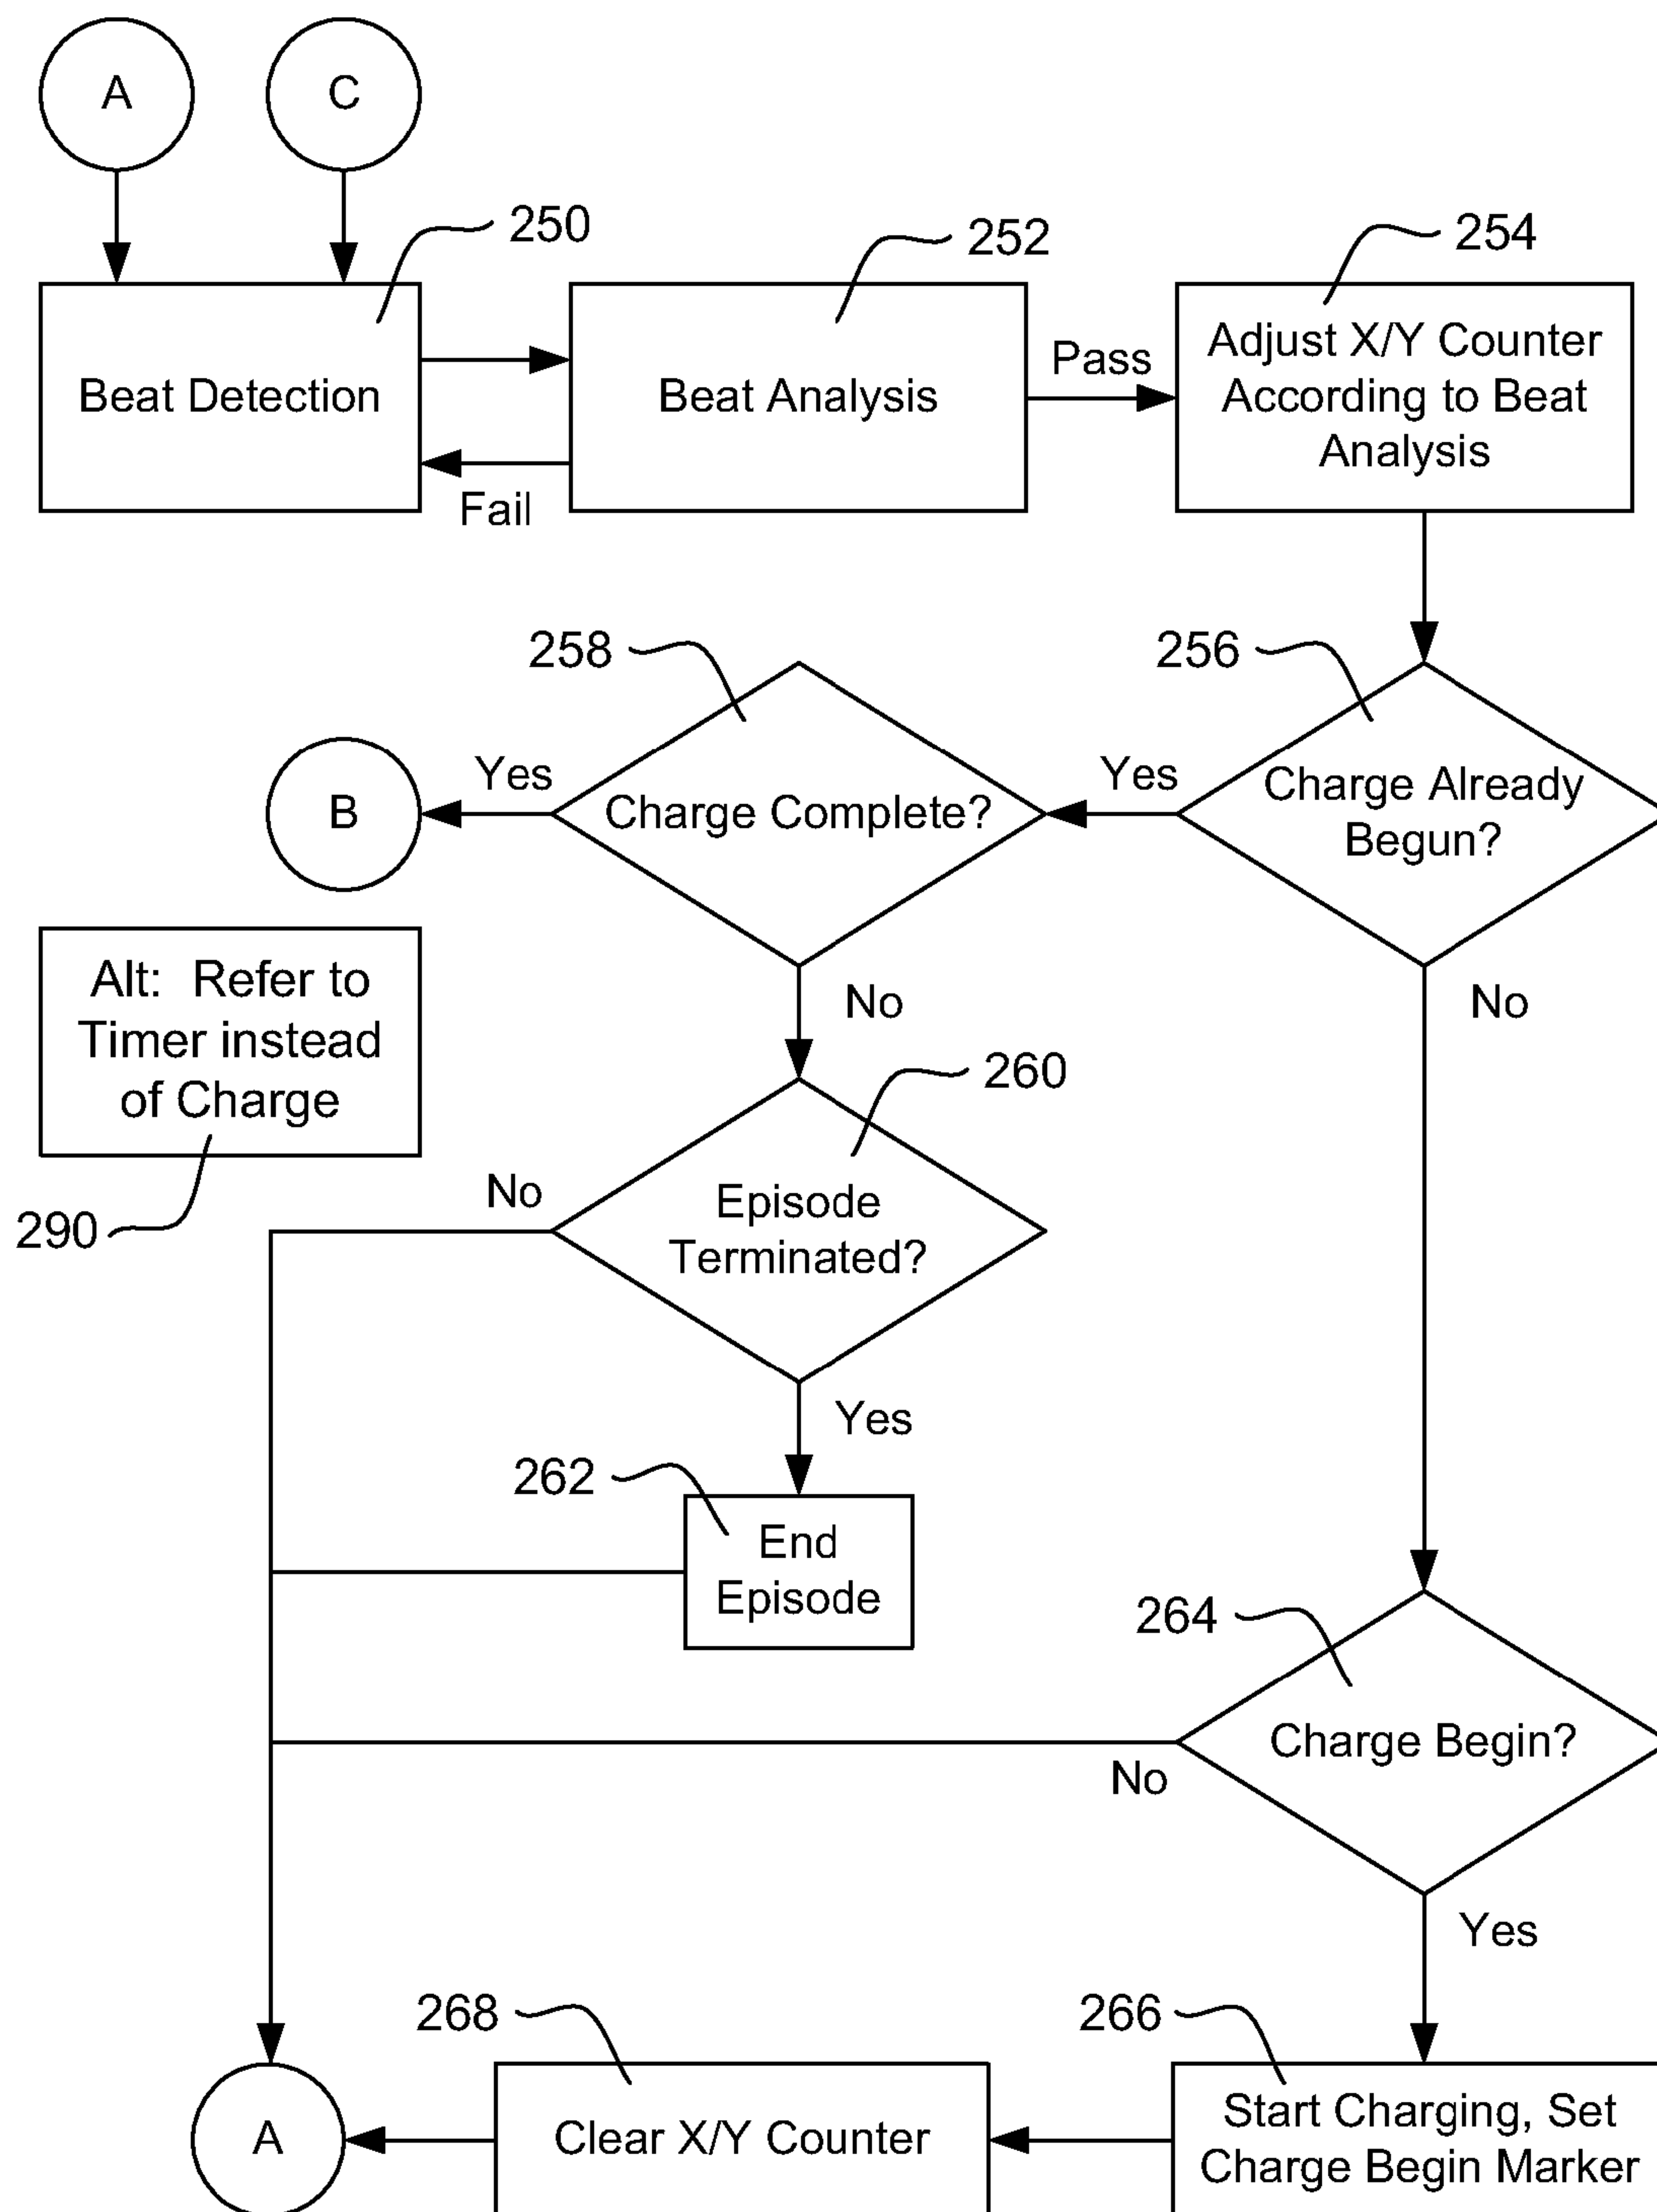 A
C
250
252
254
Beat Detection
Beat Analysis
Pass
Fail
Adjust X/Y Counter
According to Beat
Analysis
258
256
B
Yes
Charge Complete?
Yes
Charge Already
Begun?
Alt: Refer to
Timer instead
of Charge
290
No
No
260
No
Episode
Terminated?
Yes
262
End
Episode
264
Charge Begin?
No
Yes
268
266
A
Clear X/Y Counter
Start Charging, Set
Charge Begin Marker